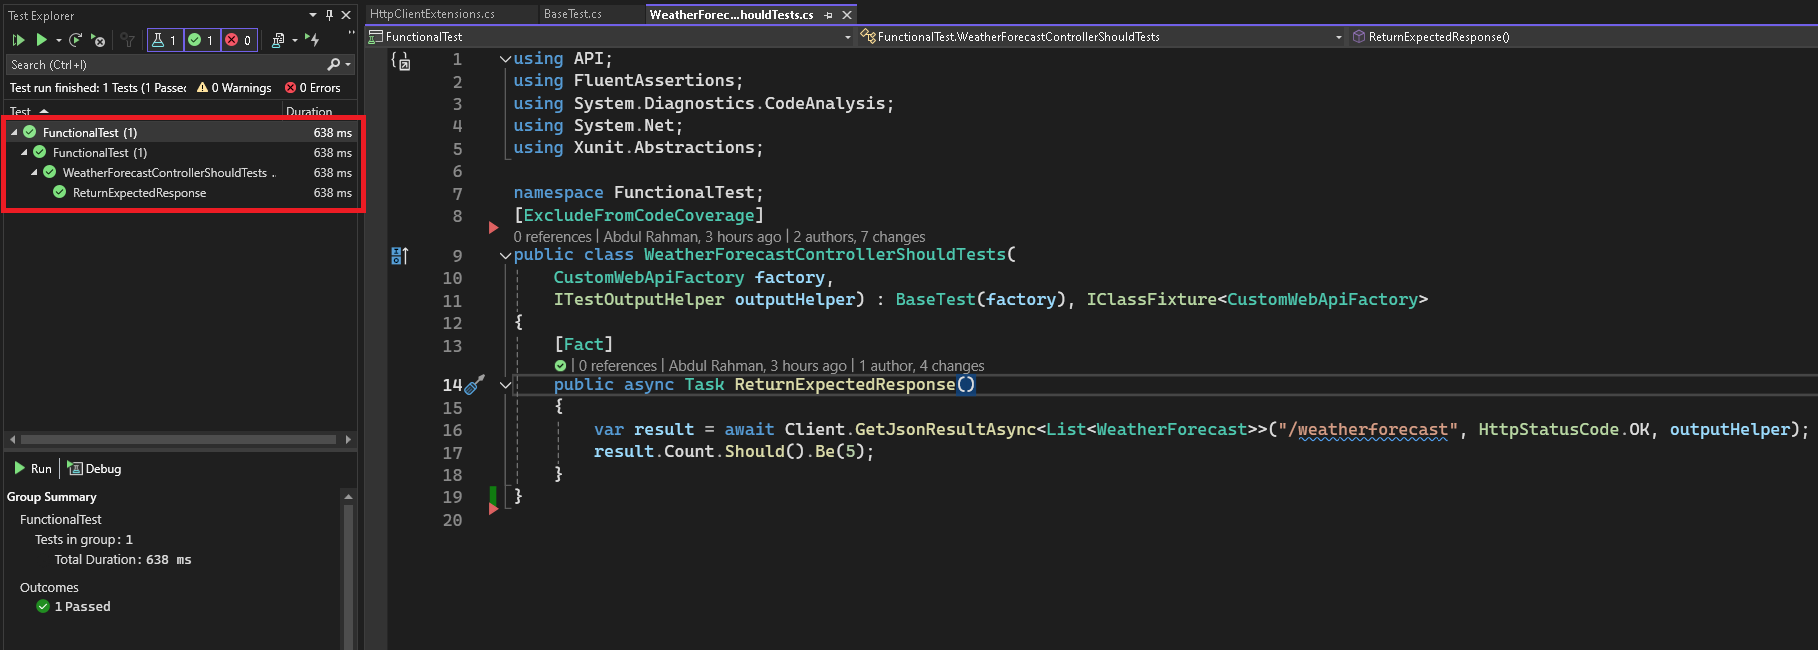 Test Explorer
1 1 0
Search (Ctrl+I)
Test run finished: 1 Tests (1 Passed 0 Warnings 0 Errors
Test Duration
FunctionalTest (1) 638 ms
FunctionalTest (1) 638 ms
WeatherForecastControllerShouldTests .. 638 ms
ReturnExpectedResponse 638 ms
Run Debug
Group Summary
FunctionalTest
Tests in group: 1
Total Duration: 638 ms
Outcomes
1 Passed
HttpClientExtensions.cs BaseTest.cs WeatherForec...houldTests.cs
FunctionalTest FunctionalTest.WeatherForecastControllerShouldTests ReturnExpectedResponse()
1 using API;
2 using FluentAssertions;
3 using System.Diagnostics.CodeAnalysis;
4 using System.Net;
5 using Xunit.Abstractions;
6
7 namespace FunctionalTest;
8 [ExcludeFromCodeCoverage]
0 references | Abdul Rahman, 3 hours ago | 2 authors, 7 changes
9 public class WeatherForecastControllerShouldTests(
10 CustomWebApiFactory factory,
11 ITestOutputHelper outputHelper) : BaseTest(factory), IClassFixture<CustomWebApiFactory>
12 {
13 [Fact]
| 0 references | Abdul Rahman, 3 hours ago | 1 author, 4 changes
14 public async Task ReturnExpectedResponse()
15 {
16 var result = await Client.GetJsonResultAsync<List<WeatherForecast>>("/weatherforecast", HttpStatusCode.OK, outputHelper);
17 result.Count.Should().Be(5);
18 }
19 }
20